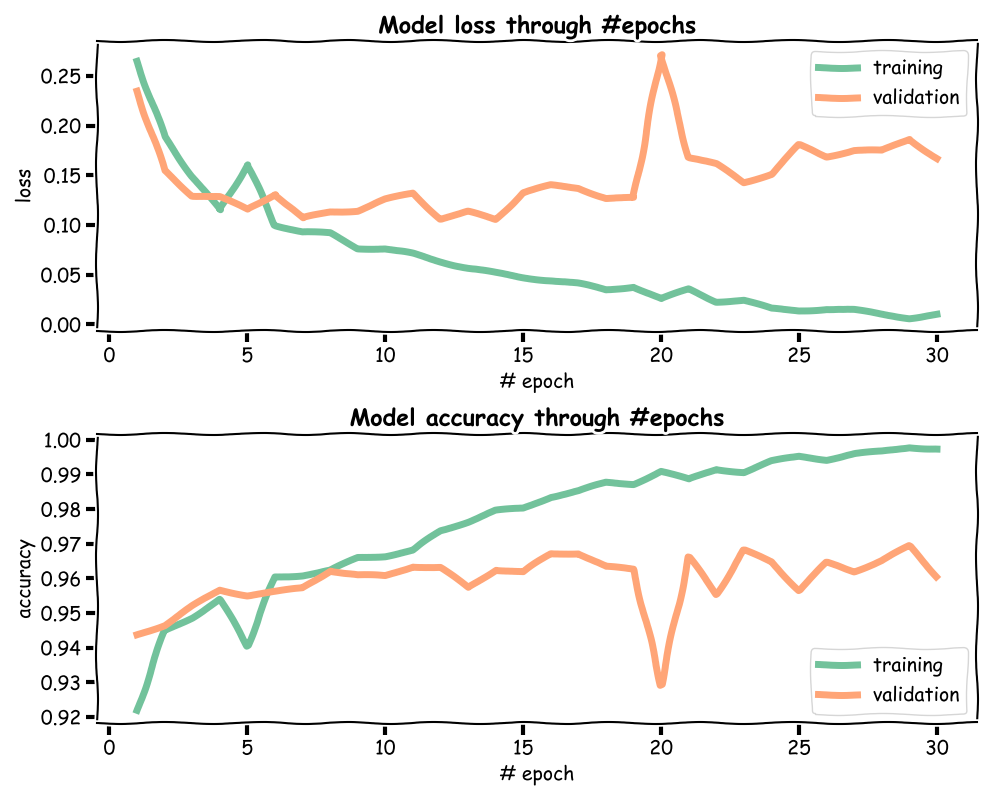 Model loss through #epochs
0.25
0.20
0.15
0.10
0.05
0.00
loss
training
validation
0 5 10 15 20 25 30
# epoch
Model accuracy through #epochs
1.00
0.99
0.98
0.97
0.96
0.95
0.94
0.93
0.92
accuracy
training
validation
0 5 10 15 20 25 30
# epoch